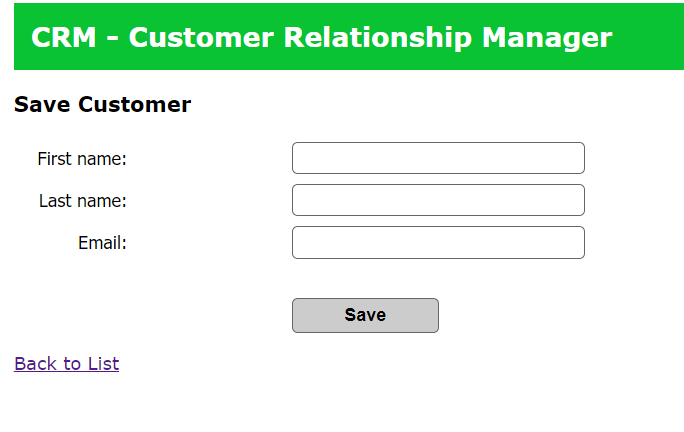 CRM - Customer Relationship Manager
Save Customer
First name:
Last name:
Email:
Save
Back to List